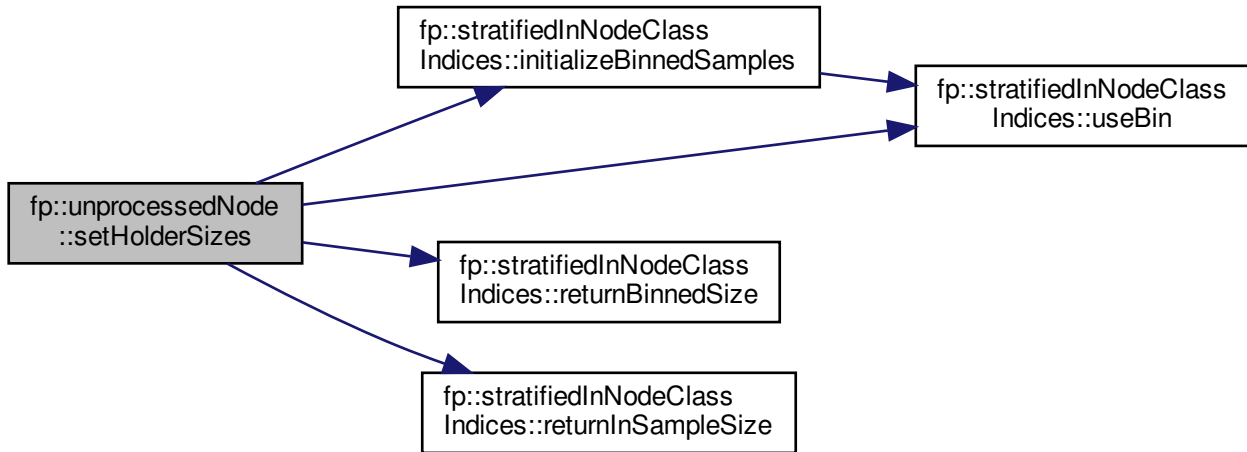 fp::stratifiedInNodeClass
Indices::initializeBinnedSamples
fp::stratifiedInNodeClass
Indices::useBin
fp::unprocessedNode
::setHolderSizes
fp::stratifiedInNodeClass
Indices::returnBinnedSize
fp::stratifiedInNodeClass
Indices::returnInSampleSize